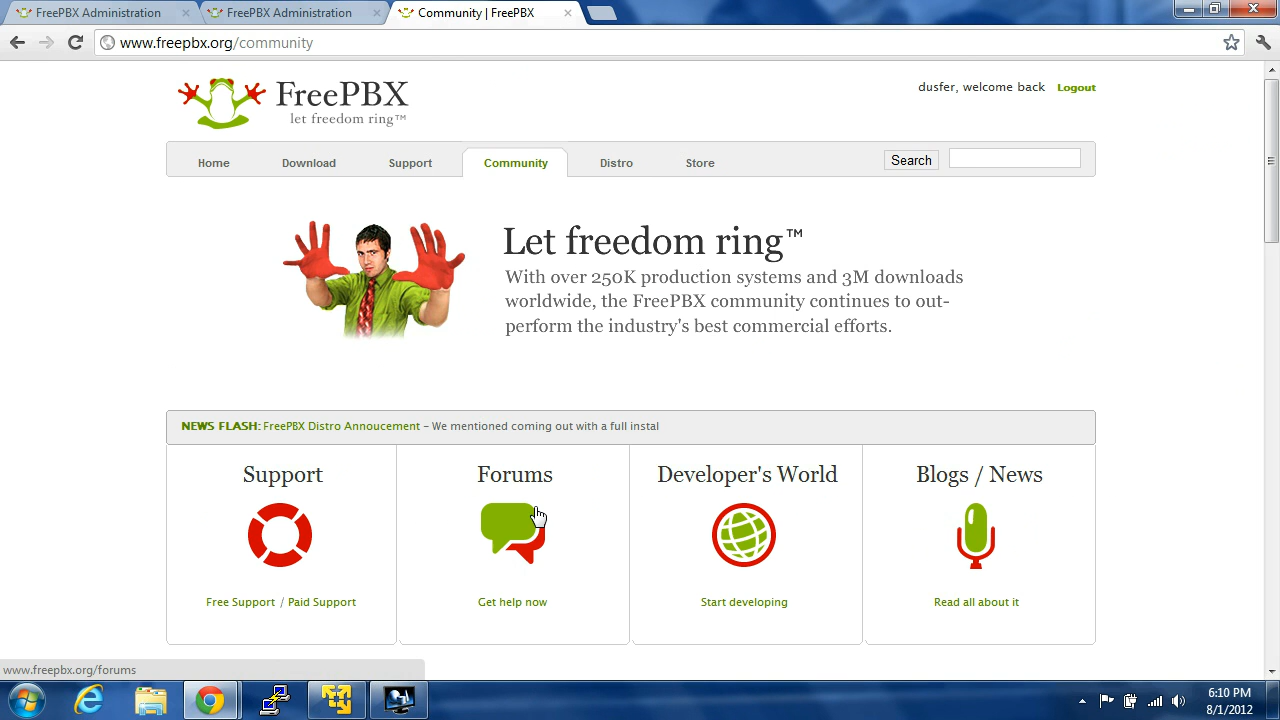 FreePBX Administration
FreePBX Administration
Community | FreePBX
www.freepbx.org/community
FreePBX
let freedom ring™
dusfer, welcome back Logout
Home Download Support Community Distro Store Search
Let freedom ring™
With over 250K production systems and 3M downloads
worldwide, the FreePBX community continues to out-
perform the industry's best commercial efforts.
NEWS FLASH: FreePBX Distro Annoucement – We mentioned coming out with a full instal
Support
Forums
Developer's World
Blogs / News
Free Support / Paid Support
Get help now
Start developing
Read all about it
www.freepbx.org/forums
6:10 PM
8/1/2012